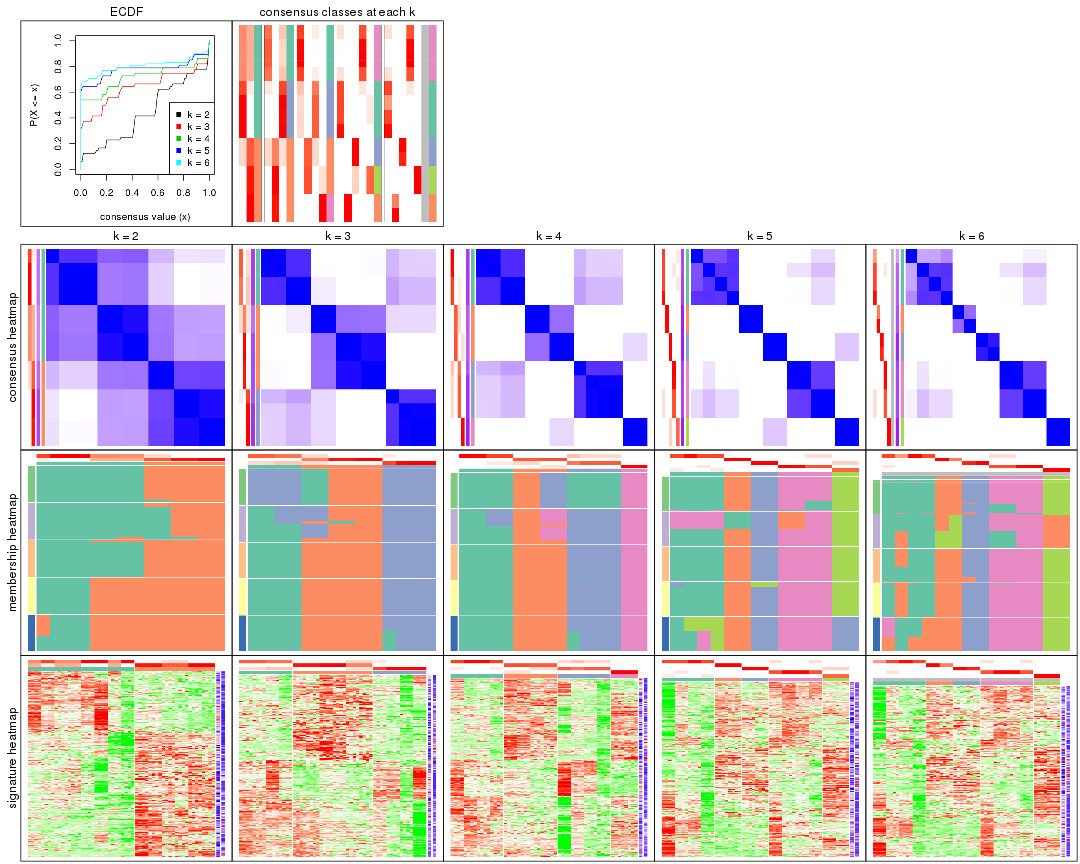 ECDF
consensus classes at each k
P(X <= x)
1.0
0.8
0.6
0.4
0.2
0.0
k = 2
k = 3
k = 4
k = 5
k = 6
0.0 0.2 0.4 0.6 0.8 1.0
consensus value (x)
k = 2
k = 3
k = 4
k = 5
k = 6
consensus heatmap
membership heatmap
signature heatmap